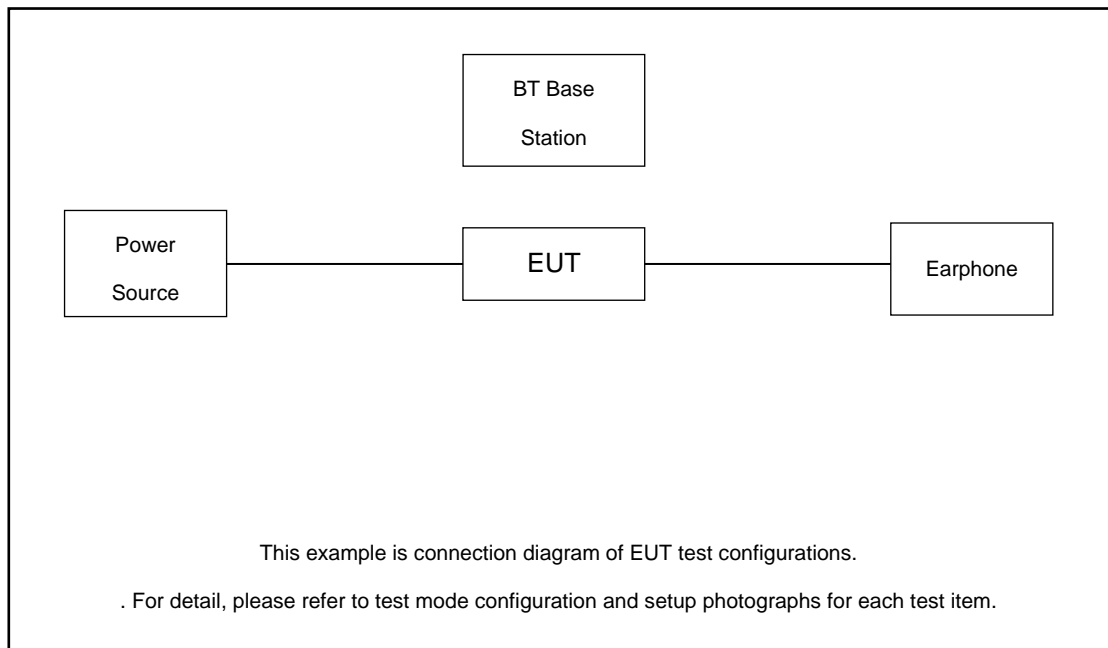 BT Base
Station
Power
Source
EUT
Earphone
This example is connection diagram of EUT test configurations.
. For detail, please refer to test mode configuration and setup photographs for each test item.